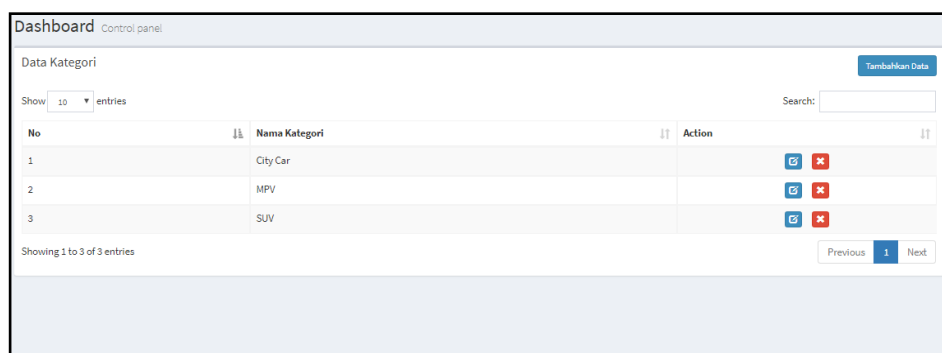 Dashboard Control panel
Data Kategori Tambahkan Data
Show 10 entries Search:
No Nama Kategori Action
1 City Car
2 MPV
3 SUV
Showing 1 to 3 of 3 entries Previous 1 Next